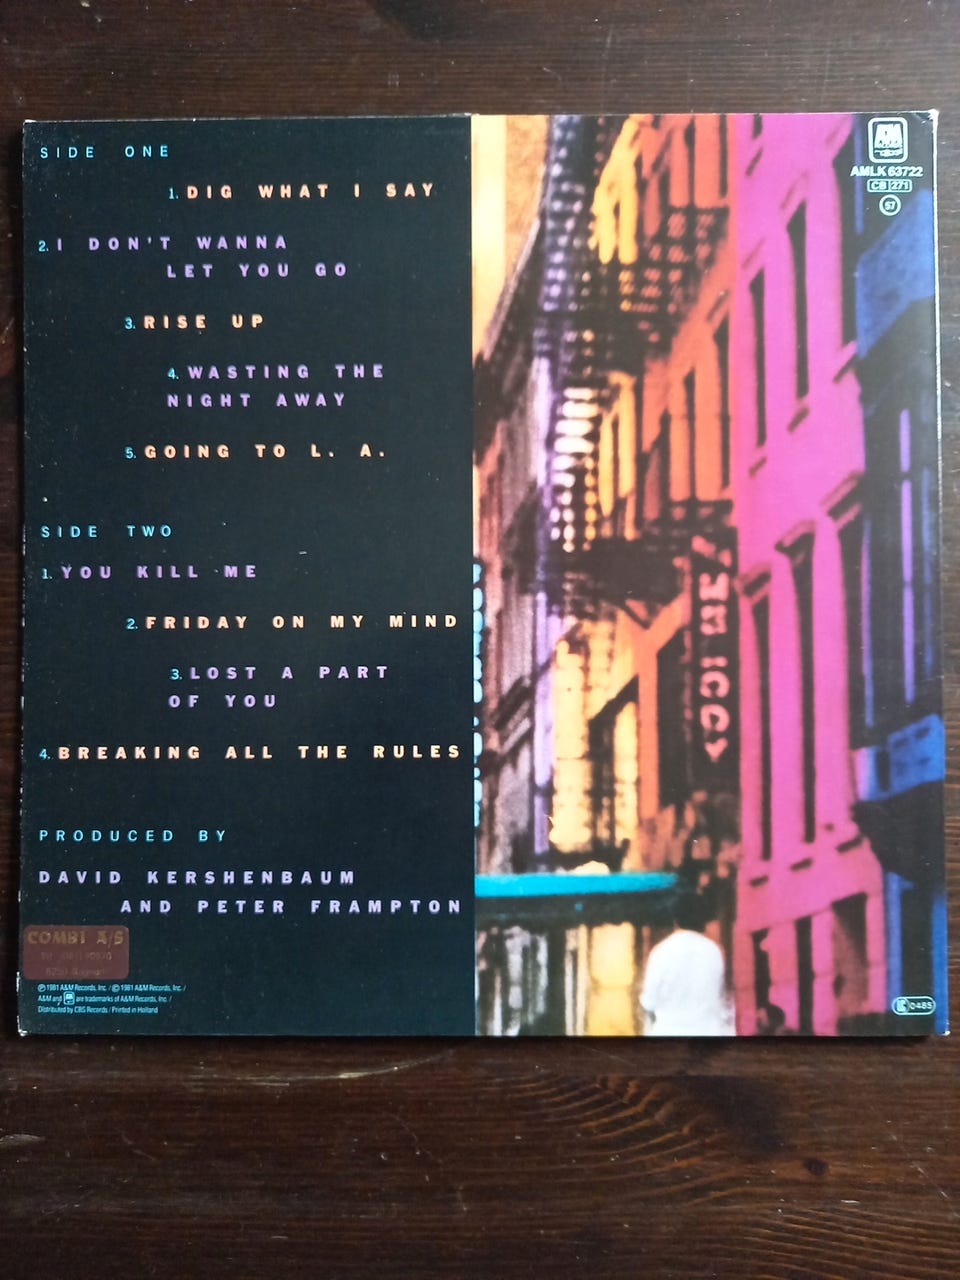 SIDE ONE
1. DIG WHAT I SAY
2. I DON'T WANNA
LET YOU GO
3. RISE UP
4. WASTING THE
NIGHT AWAY
5. GOING TO L. A.
SIDE TWO
1. YOU KILL ME
2. FRIDAY ON MY MIND
3. LOST A PART
OF YOU
4. BREAKING ALL THE RULES
PRODUCED BY
DAVID KERSHENBAUM
AND PETER FRAMPTON
COMBI A/S
℗ 1981 A&M Records, Inc. / © 1981 A&M Records, Inc. /
A&M and A&M are trademarks of A&M Records, Inc. /
Distributed by CBS Records / Printed in Holland
A&M
AMLK 63722
CB 271
57
0485